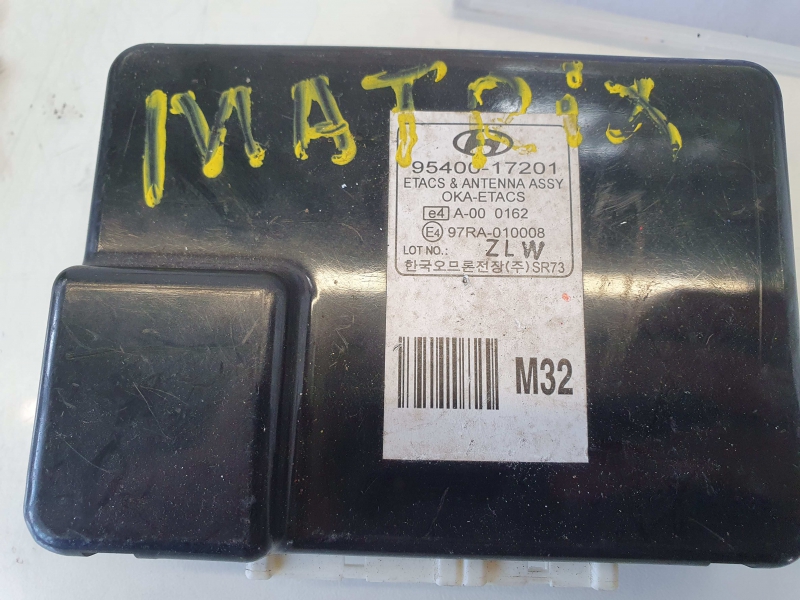 MATRiX
95400-17201
ETACS & ANTENNA ASSY
OKA-ETACS
e4 A-00 0162
E4 97RA-010008
LOT NO.: ZLW
한국오므론전장(주) SR73
M32